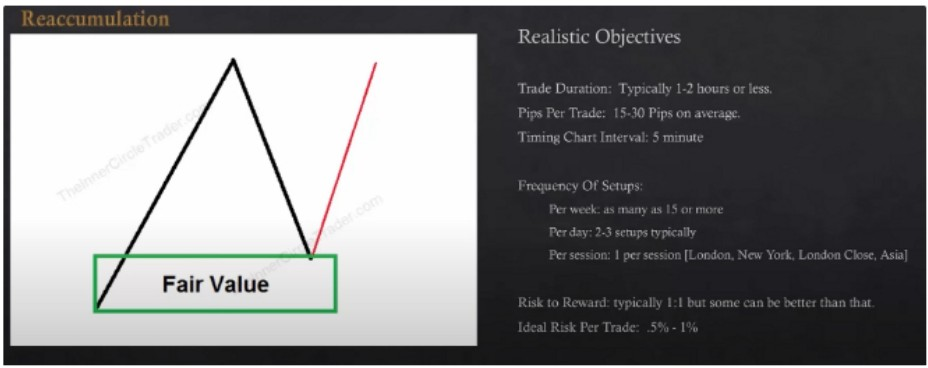 Reaccumulation
TheInnerCircleTrader.com
InnerCircleTrader.com
Fair Value
Realistic Objectives
Trade Duration: Typically 1-2 hours or less.
Pips Per Trade: 15-30 Pips on average.
Timing Chart Interval: 5 minute
Frequency Of Setups:
Per week: as many as 15 or more
Per day: 2-3 setups typically
Per session: 1 per session [London, New York, London Close, Asia]
Risk to Reward: typically 1:1 but some can be better than that.
Ideal Risk Per Trade: .5% - 1%